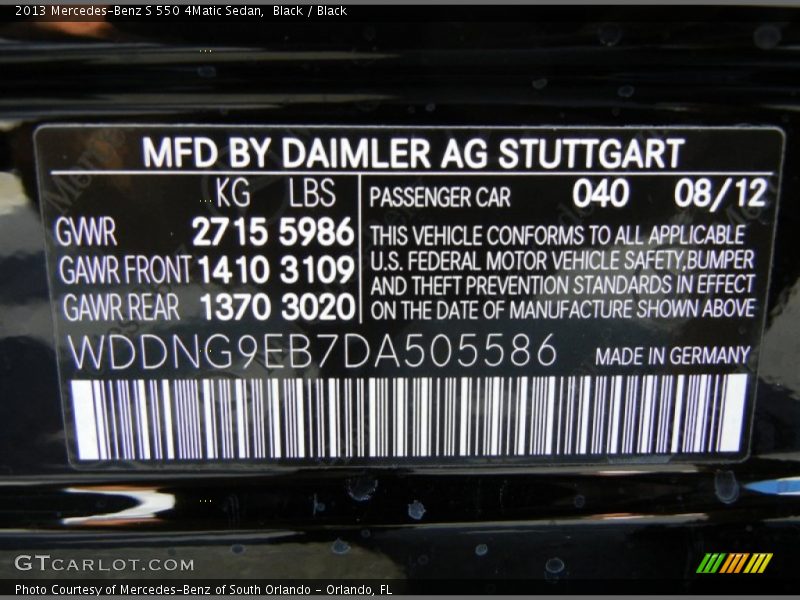 2013 Mercedes-Benz S 550 4Matic Sedan, Black / Black
MFD BY DAIMLER AG STUTTGART
KG LBS
GWR 2715 5986
GAWR FRONT 1410 3109
GAWR REAR 1370 3020
PASSENGER CAR 040 08/12
THIS VEHICLE CONFORMS TO ALL APPLICABLE
U.S. FEDERAL MOTOR VEHICLE SAFETY,BUMPER
AND THEFT PREVENTION STANDARDS IN EFFECT
ON THE DATE OF MANUFACTURE SHOWN ABOVE
WDDNG9EB7DA505586 MADE IN GERMANY
GTCARLOT.COM
Photo Courtesy of Mercedes-Benz of South Orlando - Orlando, FL